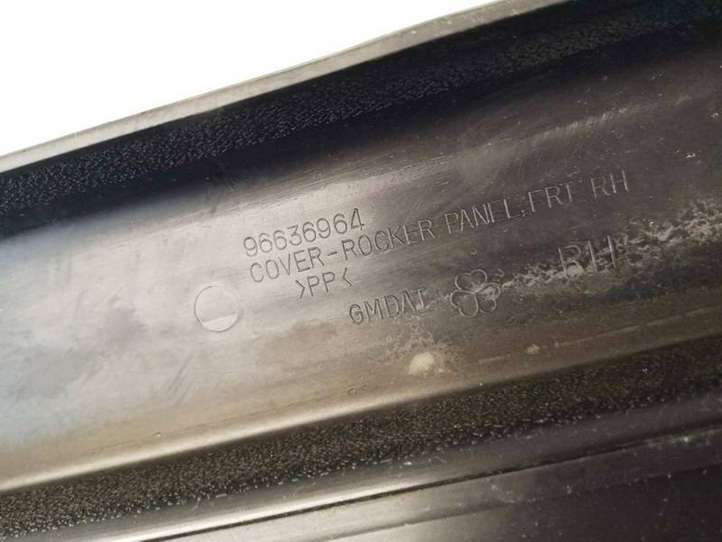 96636964
COVER-ROCKER PANEL,FRT RH
>PP<
GMDAT RH